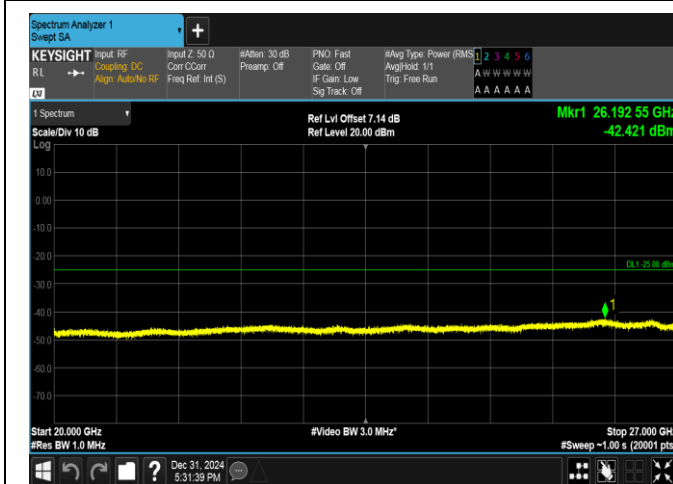 Spectrum Analyzer 1
Swept SA
+
KEYSIGHT
RL
LXI
Input: RF
Coupling: DC
Align: Auto/No RF
Input Z: 50 Ω
Corr CCorr
Freq Ref: Int (S)
#Atten: 30 dB
Preamp: Off
PNO: Fast
Gate: Off
IF Gain: Low
Sig Track: Off
#Avg Type: Power (RMS
Avg|Hold: 1/1
Trig: Free Run
1 2 3 4 5 6
A W W W W W
A A A A A A
1 Spectrum
Scale/Div 10 dB
Log
Ref Lvl Offset 7.14 dB
Ref Level 20.00 dBm
Mkr1 26.192 55 GHz
-42.421 dBm
10.0
0.00
-10.0
-20.0
DL1 -25.00 dBm
-30.0
-40.0
1
-50.0
-60.0
-70.0
Start 20.000 GHz
#Res BW 1.0 MHz
#Video BW 3.0 MHz*
Stop 27.000 GHz
#Sweep ~1.00 s (20001 pts
?
Dec 31, 2024
5:31:39 PM